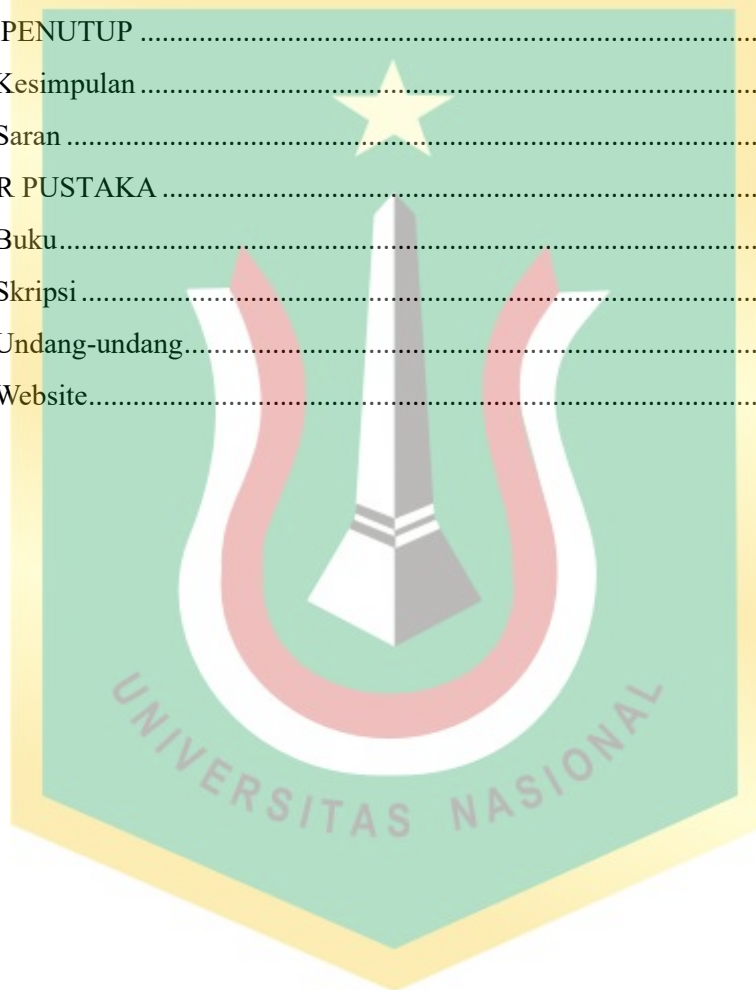 PENUTUP ........................................................................................
Kesimpulan ........................................................................................
Saran ........................................................................................
R PUSTAKA ........................................................................................
Buku........................................................................................
Skripsi ........................................................................................
Undang-undang........................................................................................
Website........................................................................................
UNIVERSITAS NASIONAL